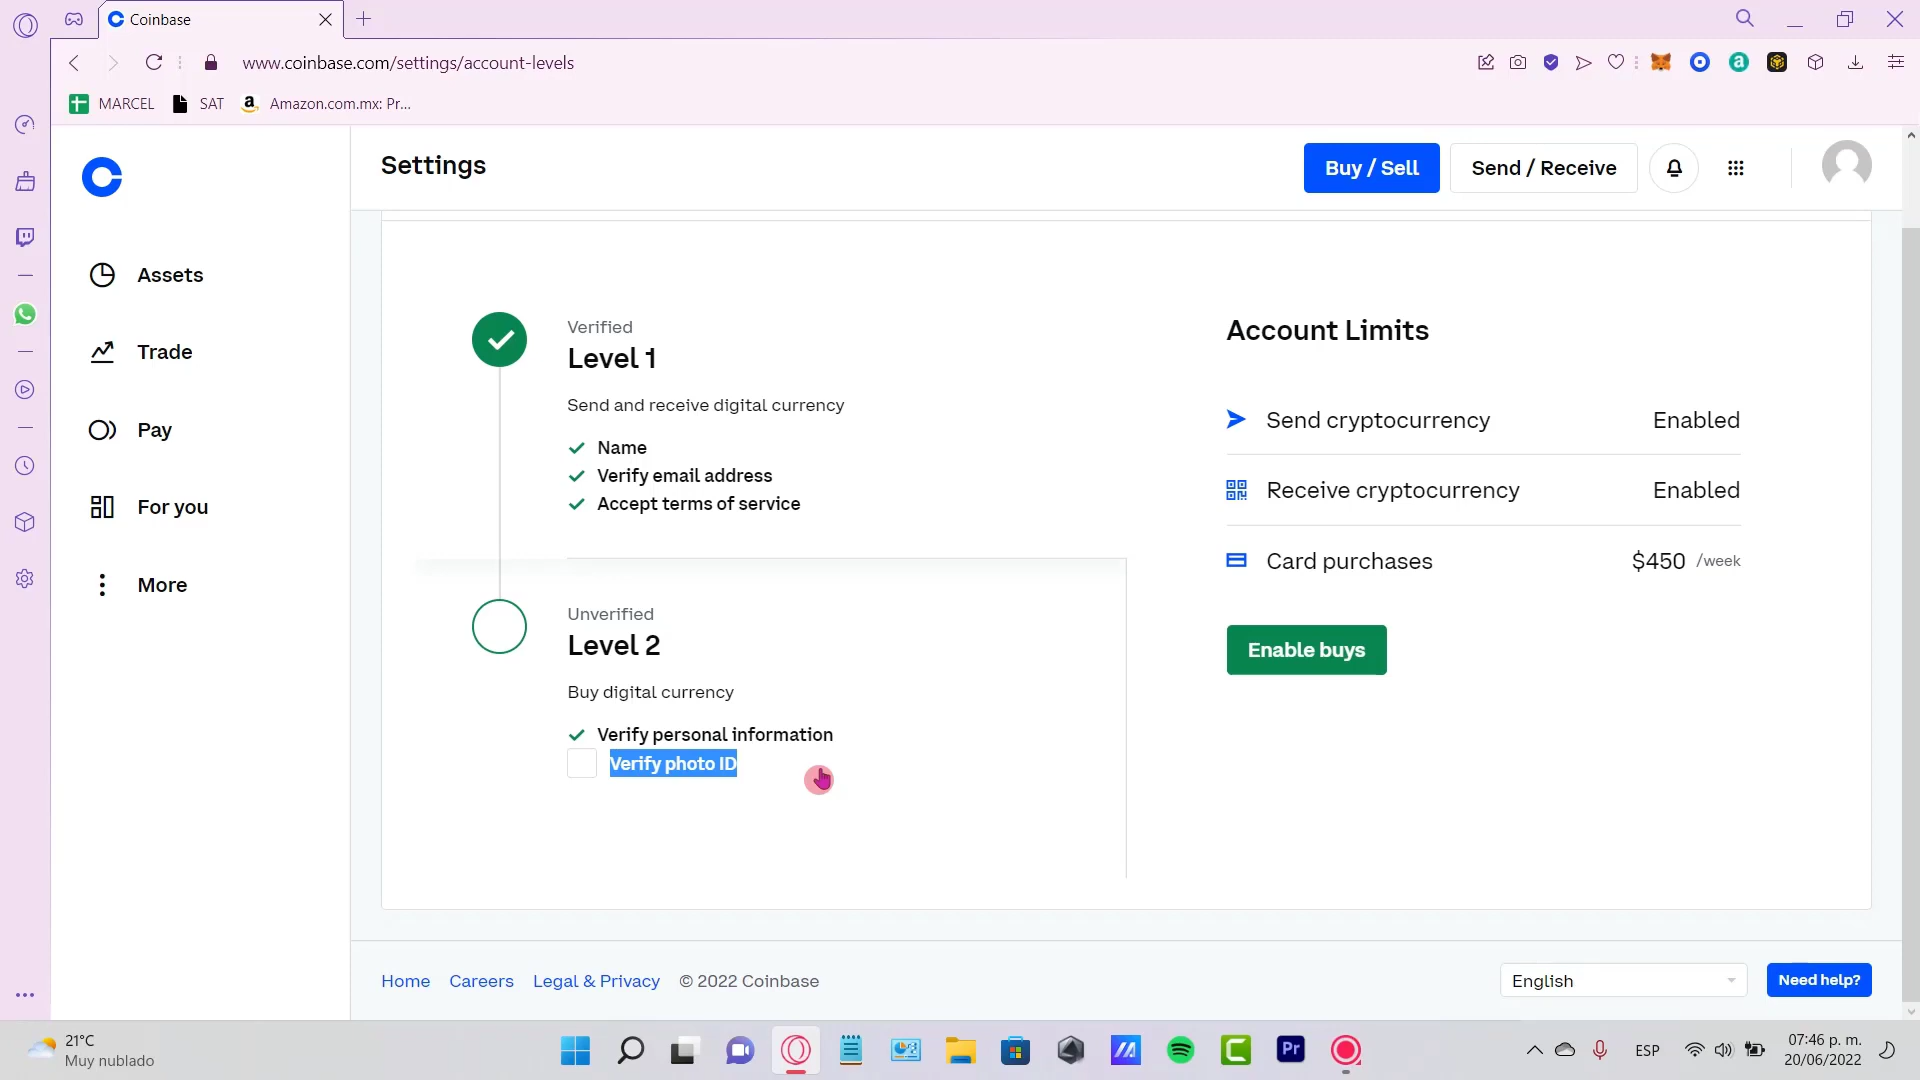 Coinbase
www.coinbase.com/settings/account-levels
MARCEL
SAT
Amazon.com.mx: Pr...
Settings
Buy / Sell
Send / Receive
Assets
Trade
Pay
For you
More
Verified
Level 1
Send and receive digital currency
Name
Verify email address
Accept terms of service
Unverified
Level 2
Buy digital currency
Verify personal information
Verify photo ID
Account Limits
Send cryptocurrency Enabled
Receive cryptocurrency Enabled
Card purchases $450 /week
Enable buys
Home Careers Legal & Privacy © 2022 Coinbase
English
Need help?
21°C
Muy nublado
Pr
ESP
07:46 p. m.
20/06/2022